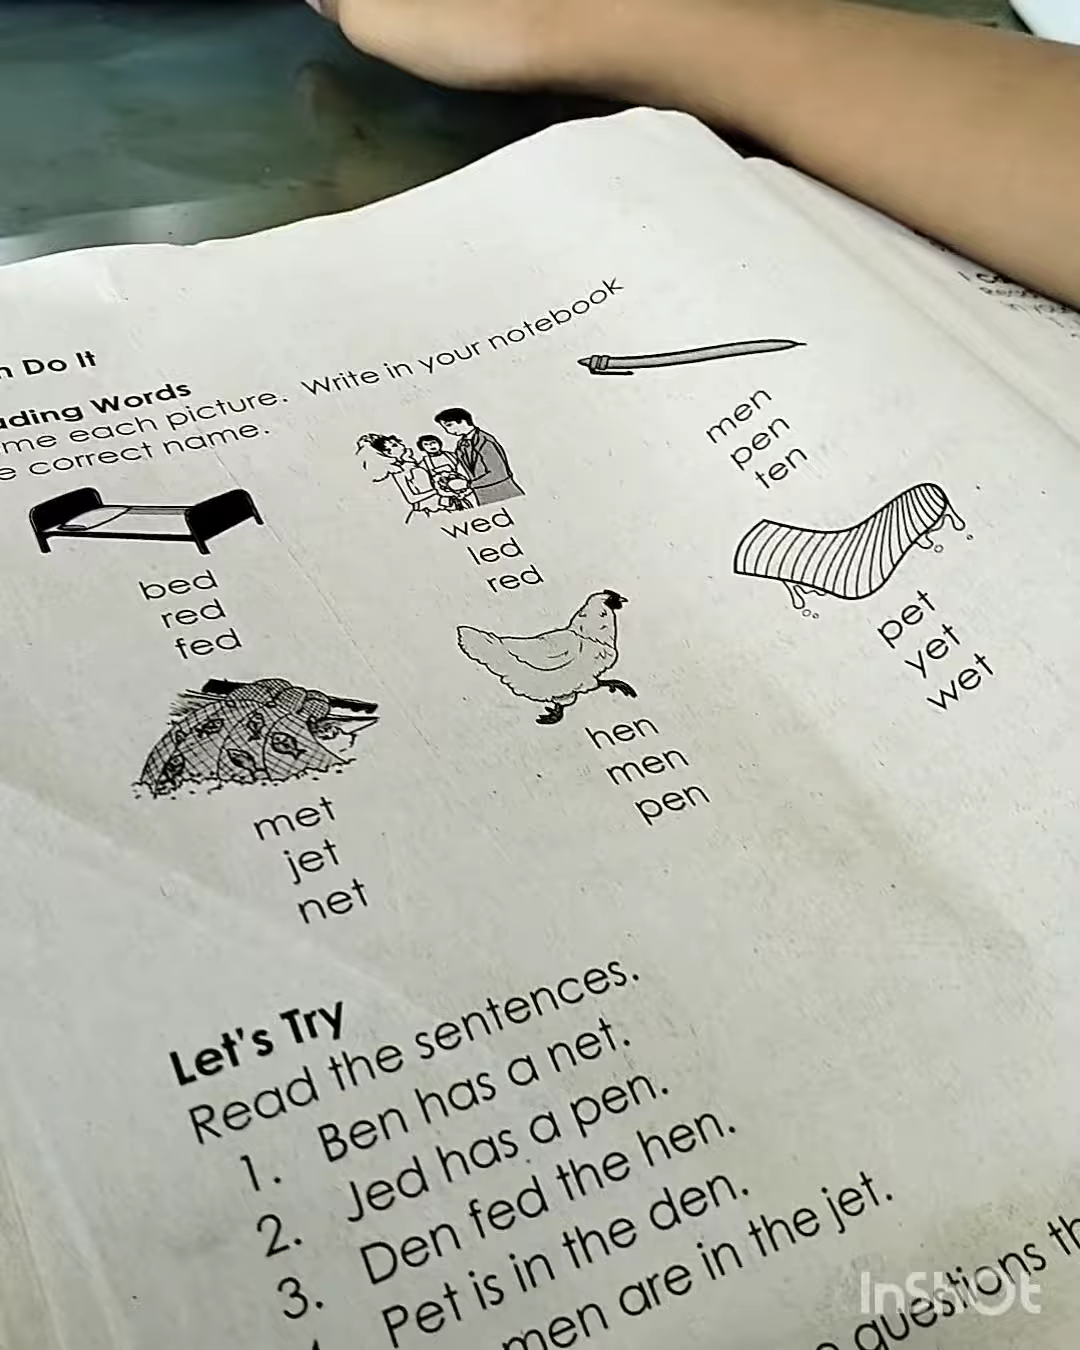 n Do It
ading Words
me each picture. Write in your notebook
e correct name.
bed
red
fed
wed
led
red
men
pen
ten
met
jet
net
hen
men
pen
pet
yet
wet
Let's Try
Read the sentences.
1. Ben has a net.
2. Jed has a pen.
3. Den fed the hen.
Pet is in the den.
men are in the jet.
questions th
InShOt